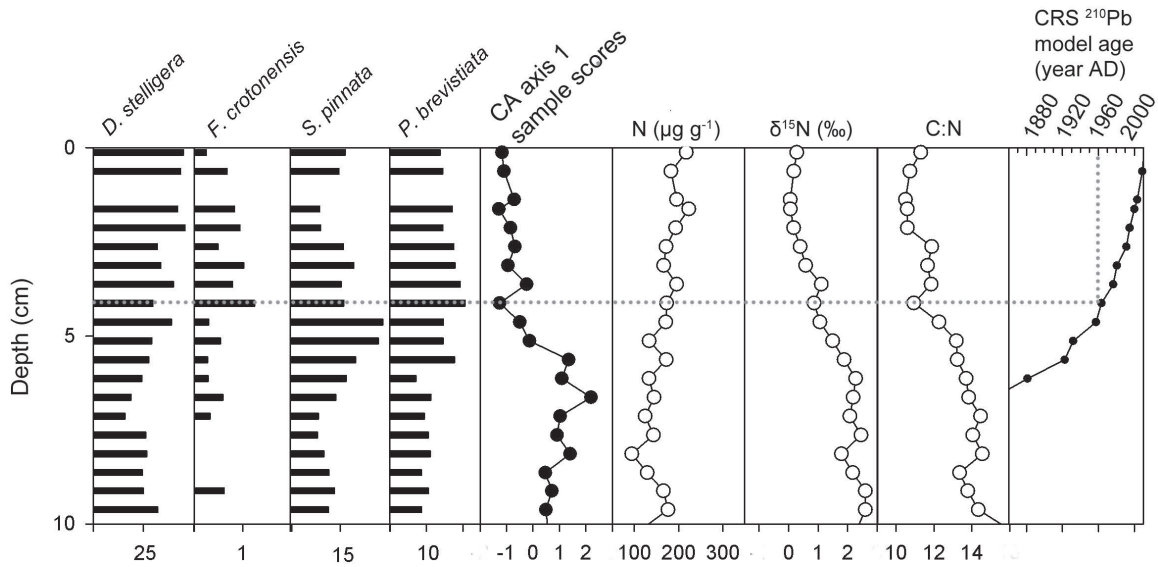 D. stelligera
F. crotonensis
S. pinnata
P. brevistiata
CA axis 1
sample scores
N (µg g⁻¹)
δ¹⁵N (‰)
C:N
CRS ²¹⁰Pb
model age
(year AD)
1880 1920 1960 2000
Depth (cm)
0
5
10
25 1 15 10 -1 0 1 2 100 200 300 0 1 2 10 12 14